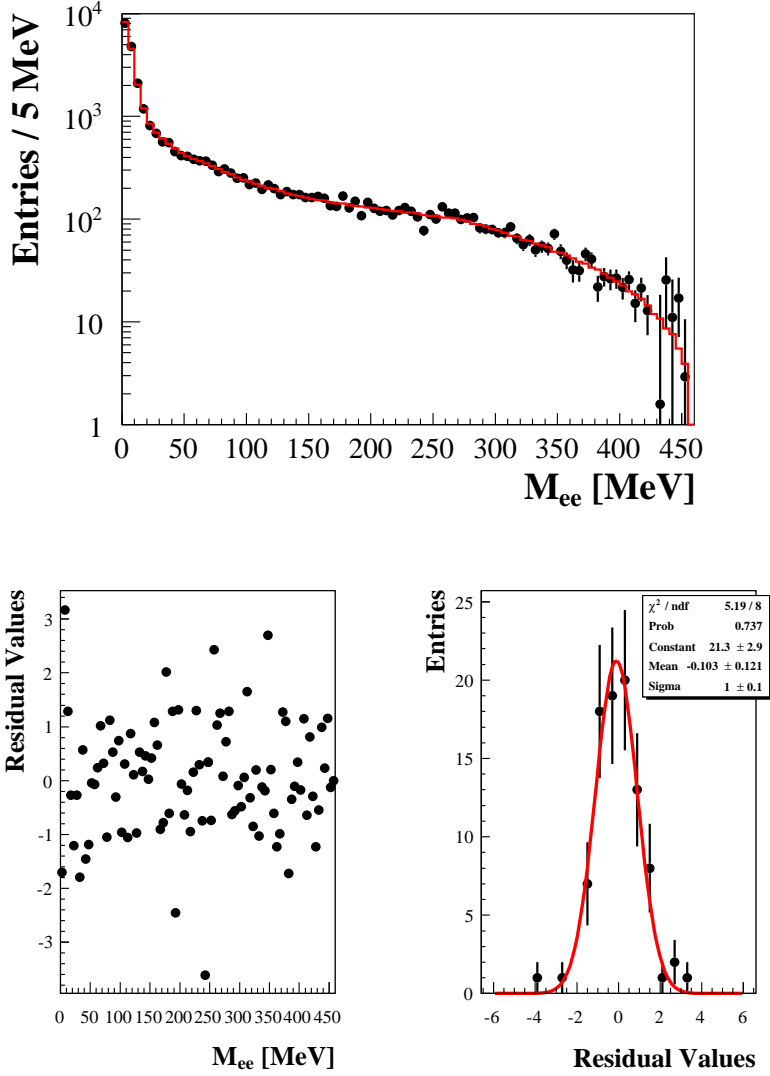 10^4
10^3
10^2
10
1
Entries / 5 MeV
0 50 100 150 200 250 300 350 400 450
M_ee [MeV]
3
2
1
0
-1
-2
-3
Residual Values
0 50 100 150 200 250 300 350 400 450
M_ee [MeV]
25
20
15
10
5
0
Entries
χ² / ndf 5.19 / 8
Prob 0.737
Constant 21.3 ± 2.9
Mean -0.103 ± 0.121
Sigma 1 ± 0.1
-6 -4 -2 0 2 4 6
Residual Values